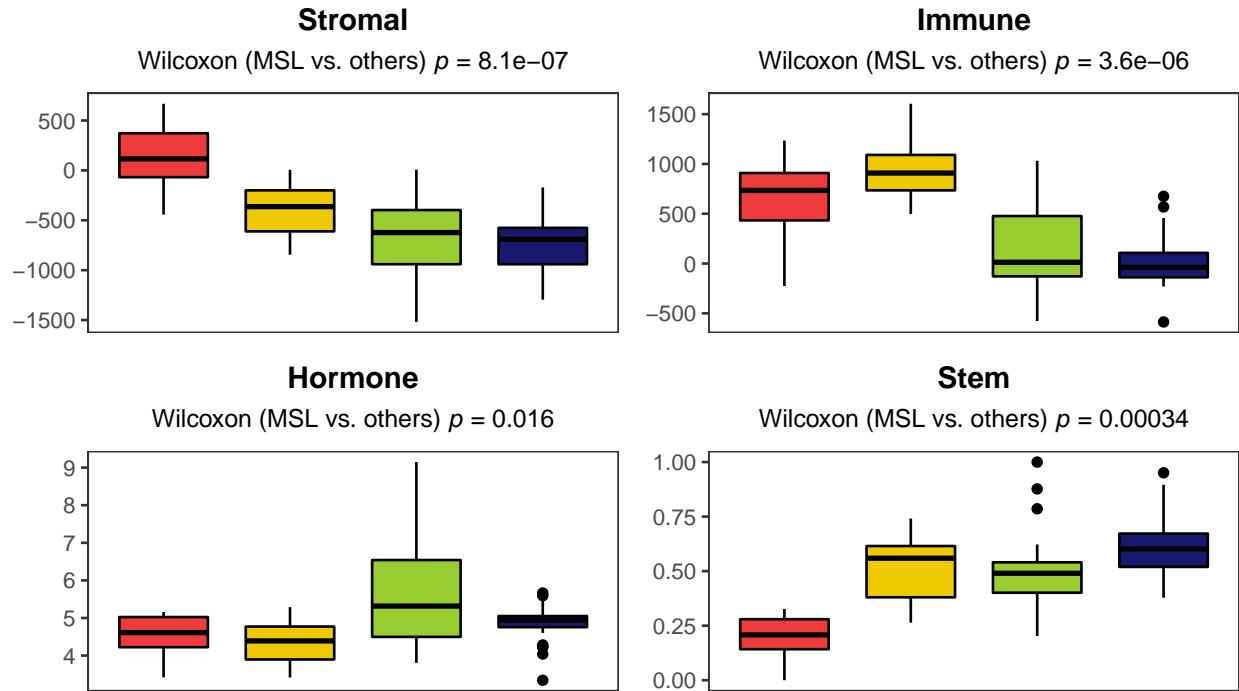 Stromal
Wilcoxon (MSL vs. others) p = 8.1e−07
500
0
−500
−1000
−1500
Immune
Wilcoxon (MSL vs. others) p = 3.6e−06
1500
1000
500
0
−500
Hormone
Wilcoxon (MSL vs. others) p = 0.016
9
8
7
6
5
4
Stem
Wilcoxon (MSL vs. others) p = 0.00034
1.00
0.75
0.50
0.25
0.00